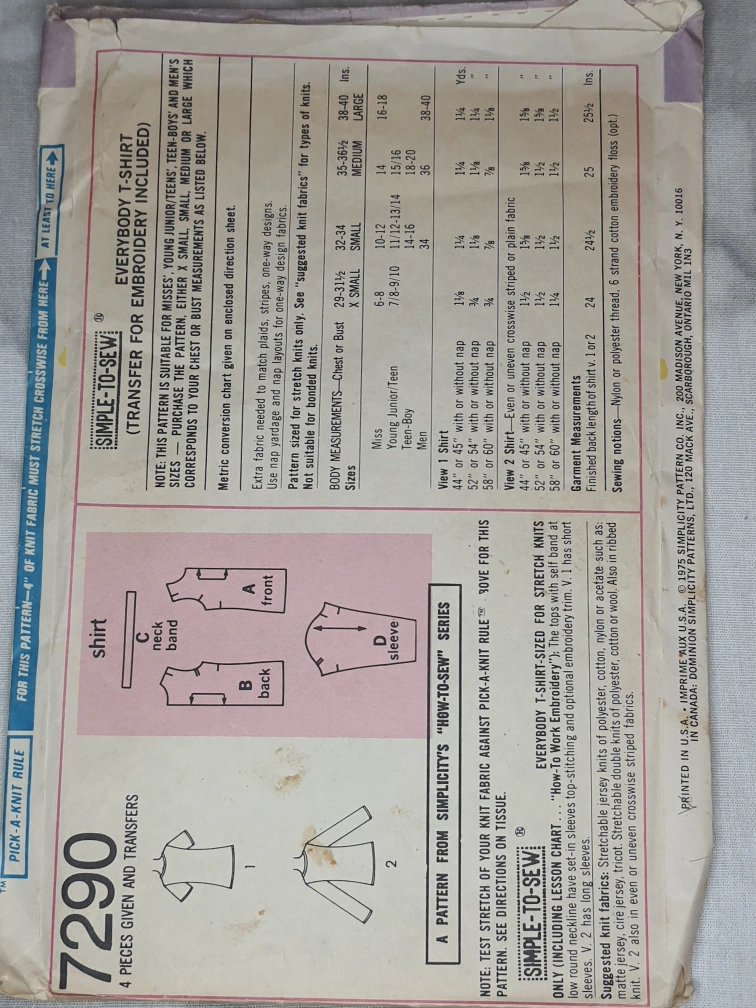 PICK-A-KNIT RULE
FOR THIS PATTERN—4" OF KNIT FABRIC MUST STRETCH CROSSWISE FROM HERE
AT LEAST TO HERE
7290
4 PIECES GIVEN AND TRANSFERS
1
2
shirt
C
neck
band
A
front
B
back
D
sleeve
A PATTERN FROM SIMPLICITY'S "HOW-TO-SEW" SERIES
NOTE: TEST STRETCH OF YOUR KNIT FABRIC AGAINST PICK-A-KNIT RULE™ FOR THIS
PATTERN. SEE DIRECTIONS ON TISSUE.
SIMPLE-TO-SEW
EVERYBODY T-SHIRT-SIZED FOR STRETCH KNITS
ONLY (INCLUDING LESSON CHART . . . "How-To Work Embroidery"): The tops with self band at
low round neckline have set-in sleeves top-stitching and optional embroidery trim. V. 1 has short
sleeves. V. 2 has long sleeves.
Suggested knit fabrics: Stretchable jersey knits of polyester, cotton, nylon or acetate such as:
matte jersey, ciré jersey, tricot. Stretchable double knits of polyester, cotton or wool. Also in ribbed
knit. V. 2 also in even or uneven crosswise striped fabrics.
SIMPLE-TO-SEW
EVERYBODY T-SHIRT
(TRANSFER FOR EMBROIDERY INCLUDED)
NOTE: THIS PATTERN IS SUITABLE FOR MISSES', YOUNG JUNIOR/TEENS', TEEN-BOYS' AND MEN'S
SIZES — PURCHASE THE PATTERN, EITHER X SMALL, SMALL, MEDIUM OR LARGE WHICH
CORRESPONDS TO YOUR CHEST OR BUST MEASUREMENTS AS LISTED BELOW.
Metric conversion chart given on enclosed direction sheet.
Extra fabric needed to match plaids, stripes, one-way designs.
Use nap yardage and nap layouts for one-way design fabrics.
Pattern sized for stretch knits only. See "suggested knit fabrics" for types of knits.
Not suitable for bonded knits.
BODY MEASUREMENTS—Chest or Bust 29-31½ 32-34 35-36½ 38-40 Ins.
Sizes X SMALL SMALL MEDIUM LARGE
Miss 6-8 10-12 14 16-18
Young Junior/Teen 7/8-9/10 11/12-13/14 15/16
Teen-Boy 14-16 18-20
Men 34 36 38-40
View 1 Shirt
44" or 45" with or without nap 1⅛ 1¼ 1¼ 1¼ Yds.
52" or 54" with or without nap ¾ 1⅛ 1⅛ 1¼ "
58" or 60" with or without nap ¾ ⅞ ⅞ 1⅛ "
View 2 Shirt—Even or uneven crosswise striped or plain fabric
44" or 45" with or without nap 1½ 1⅝ 1⅝ 1⅝ "
52" or 54" with or without nap 1½ 1½ 1½ 1⅝ "
58" or 60" with or without nap 1¼ 1½ 1½ 1½ "
Garment Measurements
Finished back length of shirt v. 1 or 2 24 24½ 25 25½ Ins.
Sewing notions—Nylon or polyester thread, 6 strand cotton embroidery floss (opt.)
PRINTED IN U.S.A. • IMPRIMÉ AUX U.S.A. © 1975 SIMPLICITY PATTERN CO. INC., 200 MADISON AVENUE, NEW YORK, N. Y. 10016
IN CANADA: DOMINION SIMPLICITY PATTERNS, LTD., 120 MACK AVE., SCARBOROUGH, ONTARIO M1L 1N3